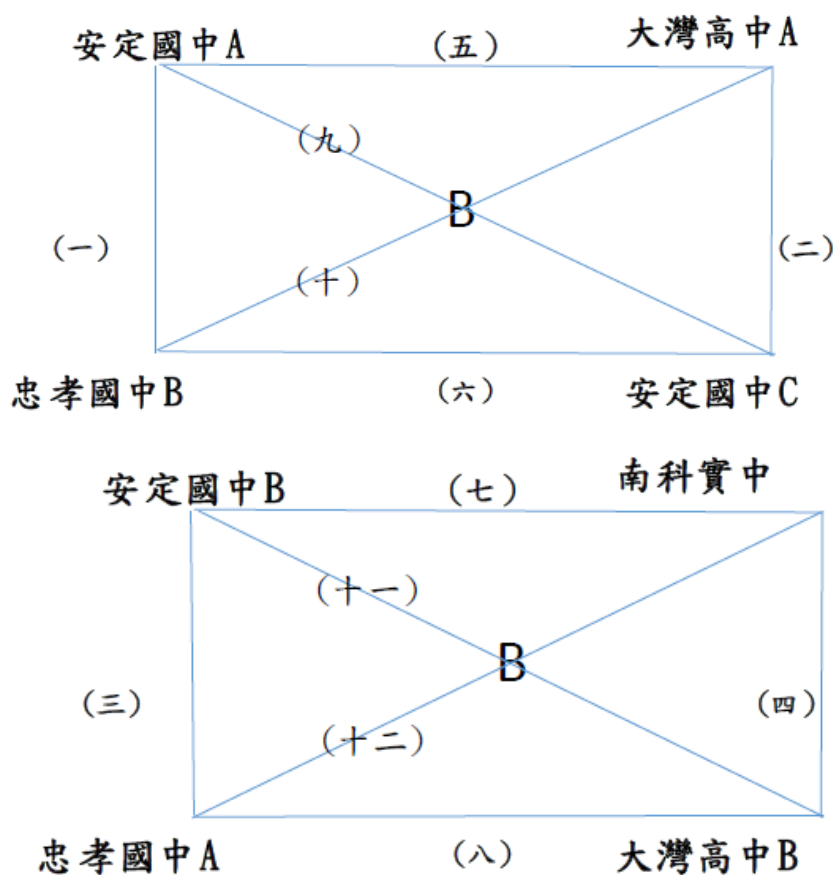 安定國中A （五） 大灣高中A
（九）
B
（一） （二）
（十）
忠孝國中B （六） 安定國中C
安定國中B （七） 南科實中
（十一）
B
（三） （四）
（十二）
忠孝國中A （八） 大灣高中B